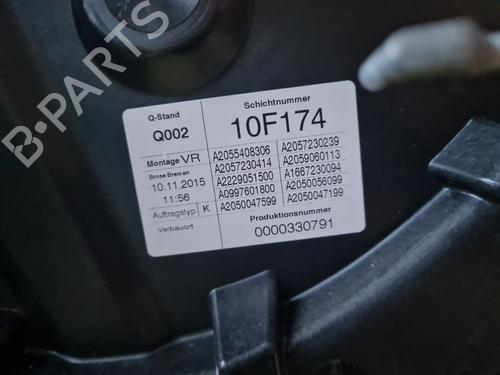 B-PARTS
Q-Stand
Q002
Schichtnummer
10F174
Montage VR
Brose Bremen
10.11.2015
11:56
Auftragstyp K
Verbauort
A2055408306 A2057230239
A2057230414 A2059060113
A2229051500 A1667230094
A0997601800 A2050056099
A2050047599 A2050047199
Produktionsnummer
0000330791